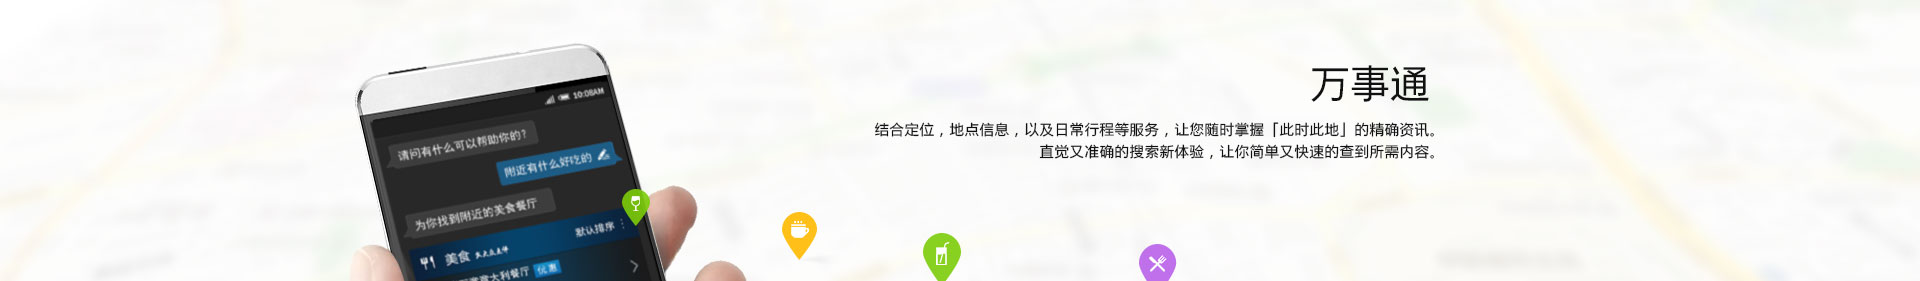 万事通
结合定位，地点信息，以及日常行程等服务，让您随时掌握「此时此地」的精确资讯。
直觉又准确的搜索新体验，让你简单又快速的查到所需内容。
10:08AM
请问有什么可以帮助你的?
附近有什么好吃的
为你找到附近的美食餐厅
美食
默认排序
意大利餐厅 优惠